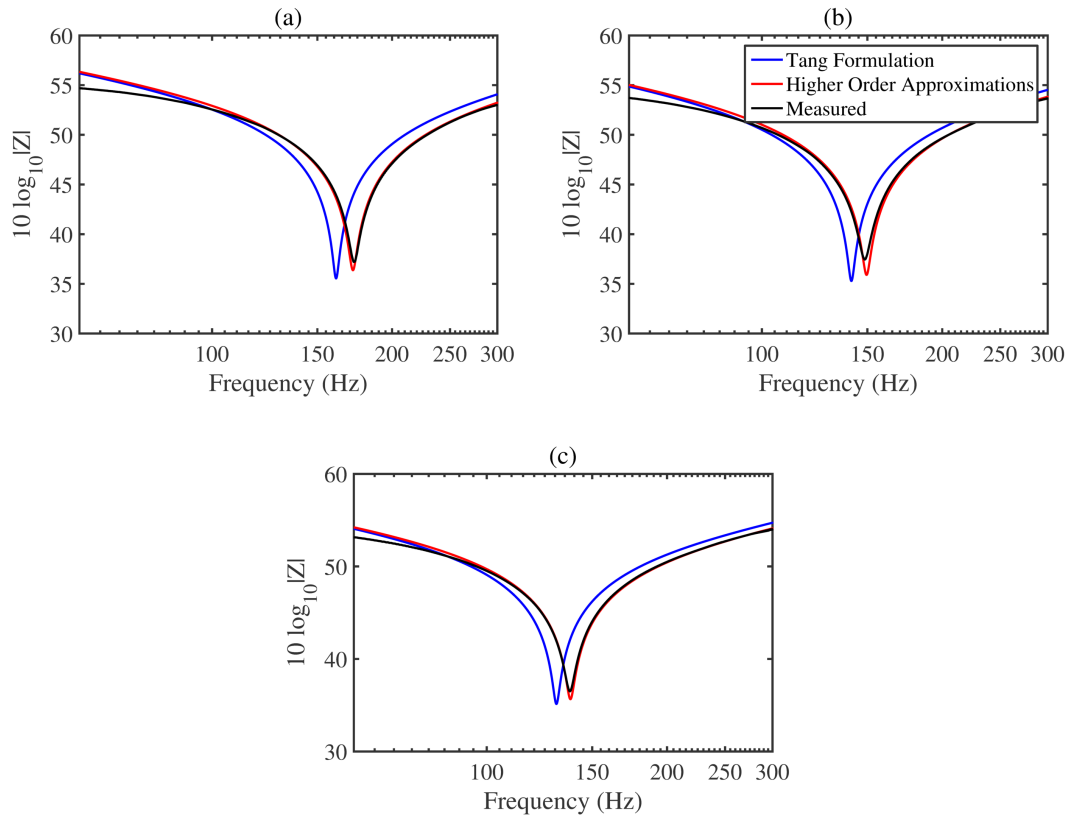 (a)
60
55
50
45
40
35
30
10 log10|Z|
100
150
200
250
300
Frequency (Hz)
(b)
60
55
50
45
40
35
30
10 log10|Z|
Tang Formulation
Higher Order Approximations
Measured
100
150
200
250
300
Frequency (Hz)
(c)
60
50
40
30
10 log10|Z|
100
150
200
250
300
Frequency (Hz)